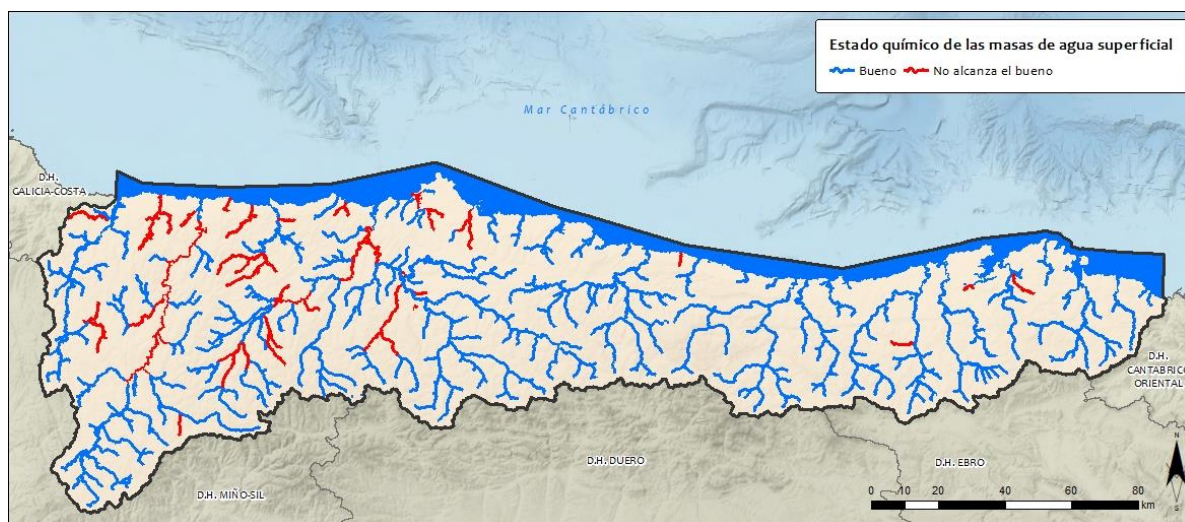 Estado químico de las masas de agua superficial
Bueno
No alcanza el bueno
Mar Cantábrico
D.H.
GALICIA-COSTA
D.H.
CANTABRICO
ORIENTAL
D.H. DUERO
D.H. EBRO
D.H. MIÑO-SIL
N
S
0 10 20 40 60 80
km